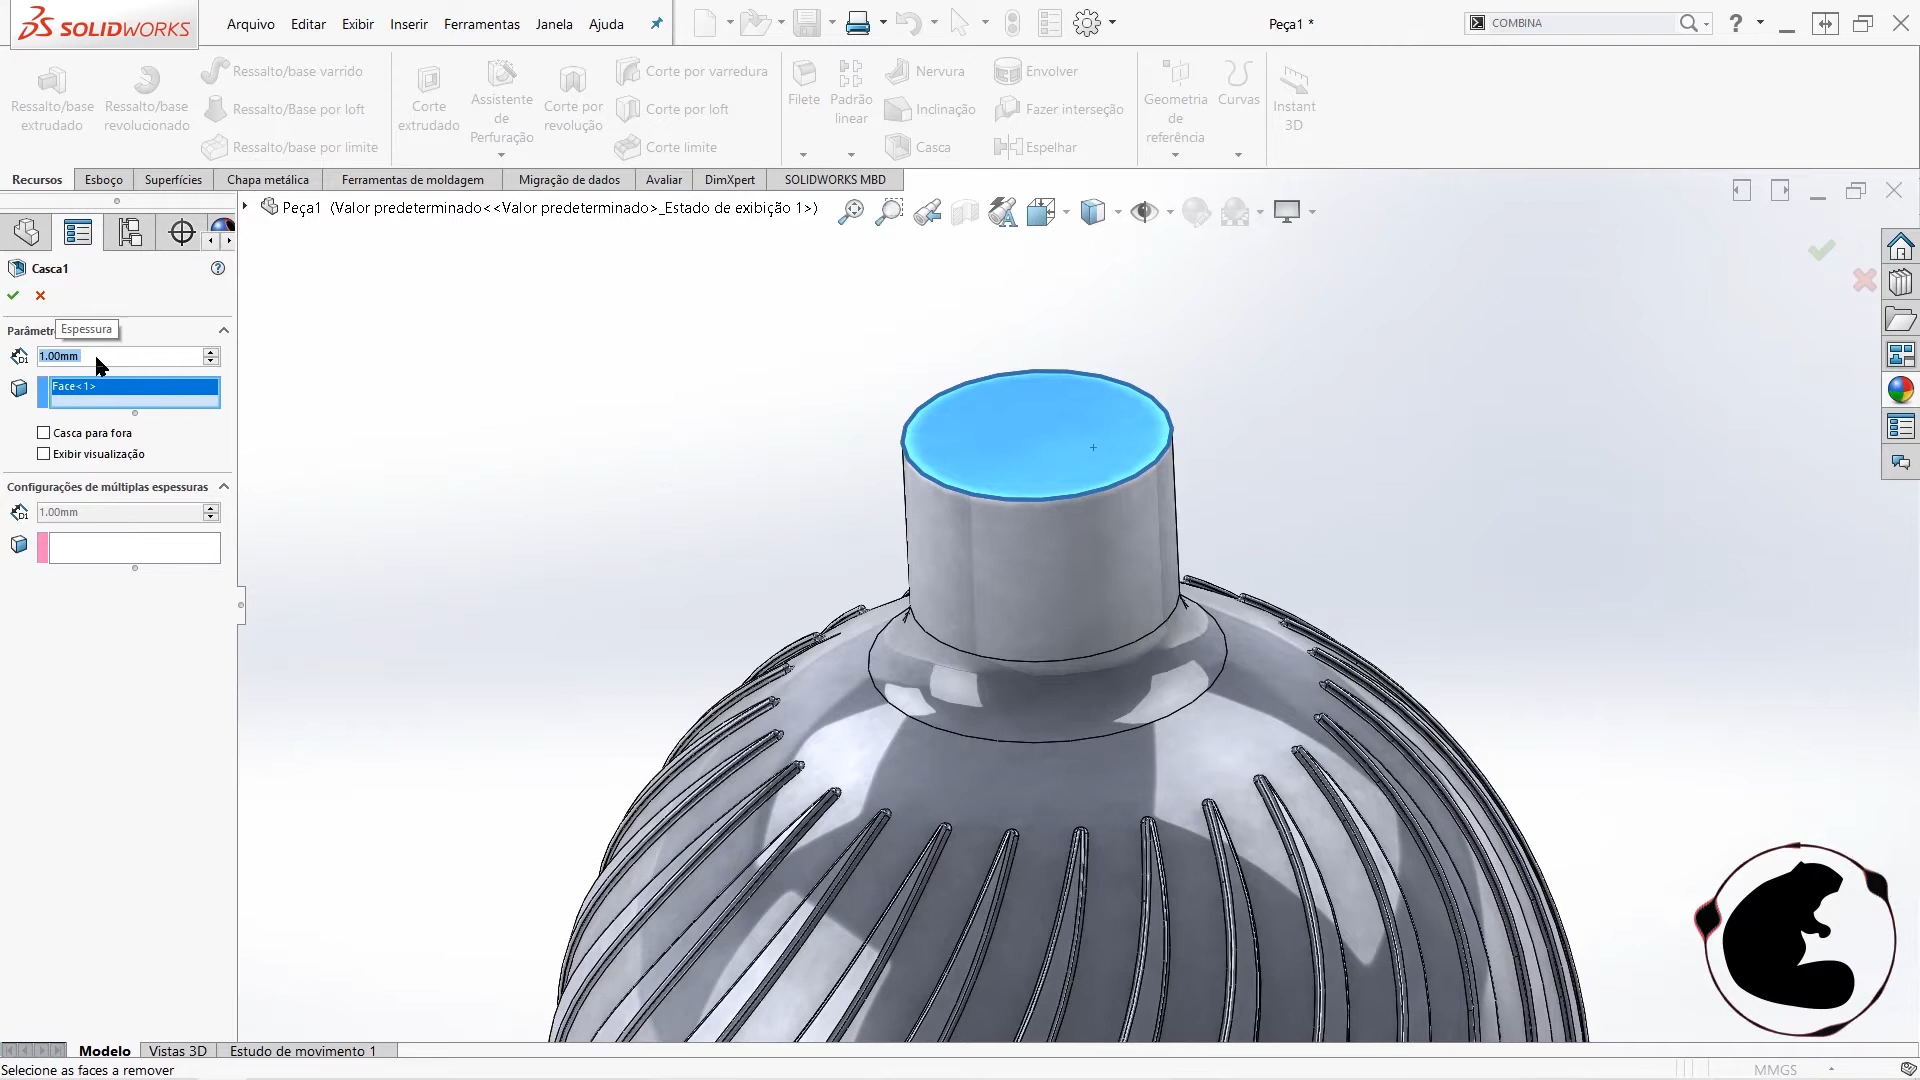 SOLIDWORKS
Arquivo Editar Exibir Inserir Ferramentas Janela Ajuda
Peça1 *
COMBINA
?
Ressalto/base
extrudado
Ressalto/base
revolucionado
Ressalto/base varrido
Ressalto/Base por loft
Ressalto/base por limite
Corte
extrudado
Assistente
de
Perfuração
Corte por
revolução
Corte por varredura
Corte por loft
Corte limite
Filete
Padrão
linear
Nervura
Inclinação
Casca
Envolver
Fazer interseção
Espelhar
Geometria
de
referência
Curvas
Instant
3D
Recursos Esboço Superfícies Chapa metálica Ferramentas de moldagem Migração de dados Avaliar DimXpert SOLIDWORKS MBD
Peça1 (Valor predeterminado<<Valor predeterminado>_Estado de exibição 1>)
Casca1
?
Espessura
1.00mm
Face<1>
Casca para fora
Exibir visualização
Configurações de múltiplas espessuras
1.00mm
Modelo Vistas 3D Estudo de movimento 1
Selecione as faces a remover
MMGS